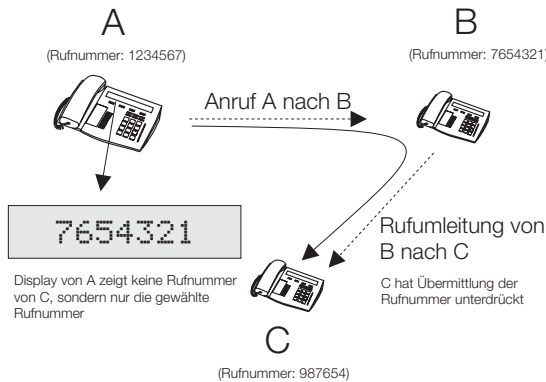 A
(Rufnummer: 1234567)
B
(Rufnummer: 7654321)
Anruf A nach B
7654321
Display von A zeigt keine Rufnummer
von C, sondern nur die gewählte
Rufnummer
Rufumleitung von
B nach C
C hat Übermittlung der
Rufnummer unterdrückt
C
(Rufnummer: 987654)